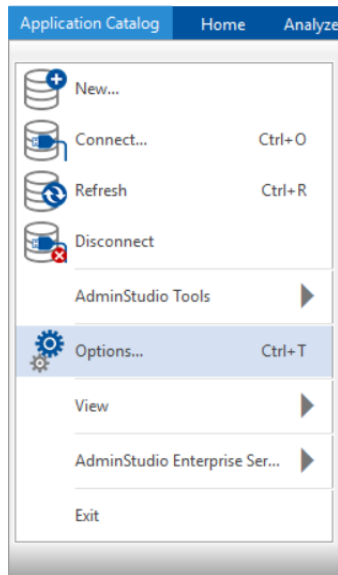 Application Catalog Home Analyze
New...
Connect... Ctrl+O
Refresh Ctrl+R
Disconnect
AdminStudio Tools
Options... Ctrl+T
View
AdminStudio Enterprise Ser...
Exit